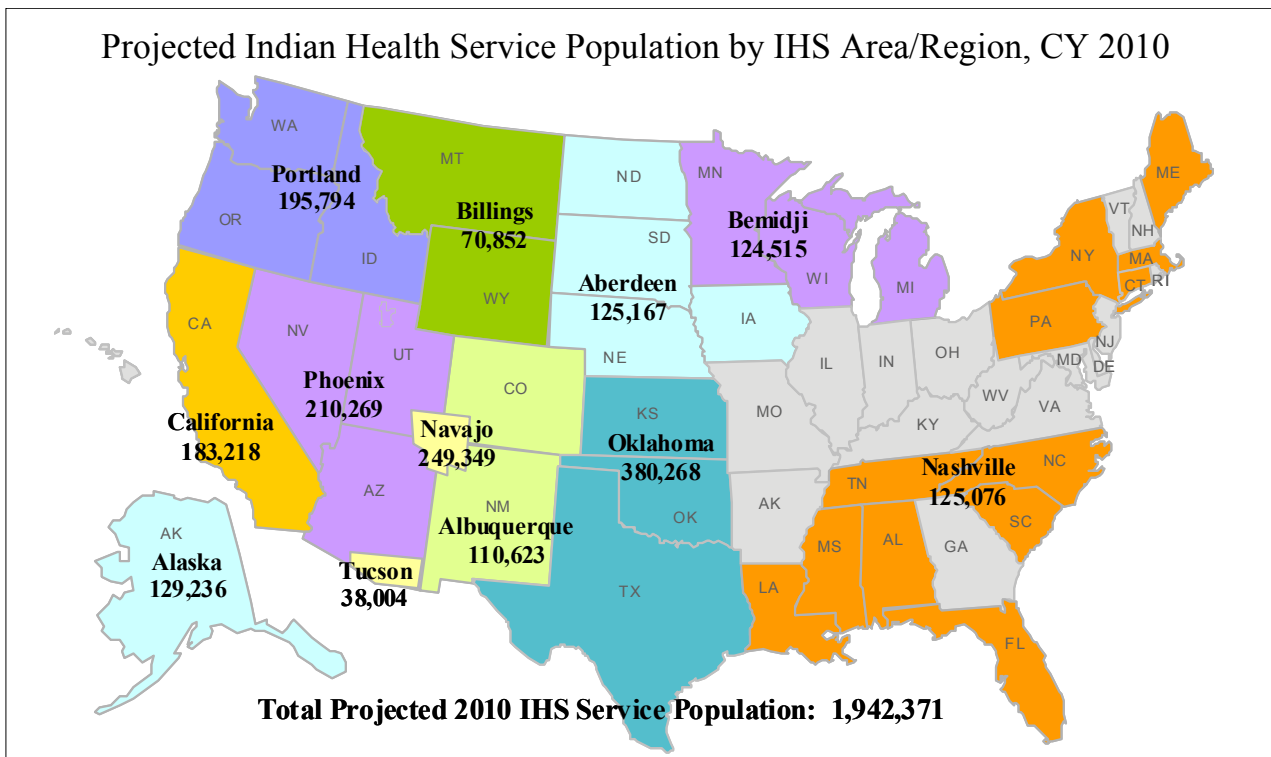 Projected Indian Health Service Population by IHS Area/Region, CY 2010
WA
Portland
195,794
OR
ID
MT
Billings
70,852
WY
ND
SD
Aberdeen
125,167
NE
IA
MN
Bemidji
124,515
WI
MI
ME
VT
NH
NY
MA
CT
RI
PA
NJ
MD
DE
CA
NV
UT
Phoenix
210,269
California
183,218
CO
Navajo
249,349
AZ
NM
Albuquerque
110,623
Tucson
38,004
AK
Alaska
129,236
KS
Oklahoma
380,268
OK
TX
MO
AK
IL
IN
OH
WV
VA
KY
TN
Nashville
125,076
NC
SC
MS
AL
GA
LA
FL
Total Projected 2010 IHS Service Population: 1,942,371